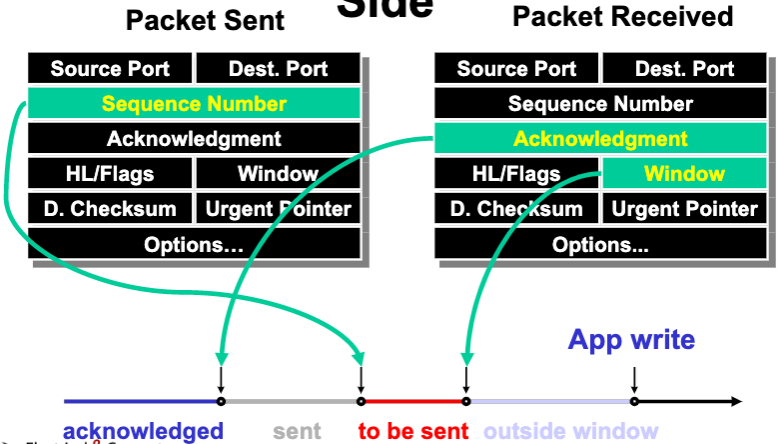 Side
Packet Sent
Packet Received
Source Port Dest. Port
Sequence Number
Acknowledgment
HL/Flags Window
D. Checksum Urgent Pointer
Options...
Source Port Dest. Port
Sequence Number
Acknowledgment
HL/Flags Window
D. Checksum Urgent Pointer
Options...
App write
acknowledged sent to be sent outside window